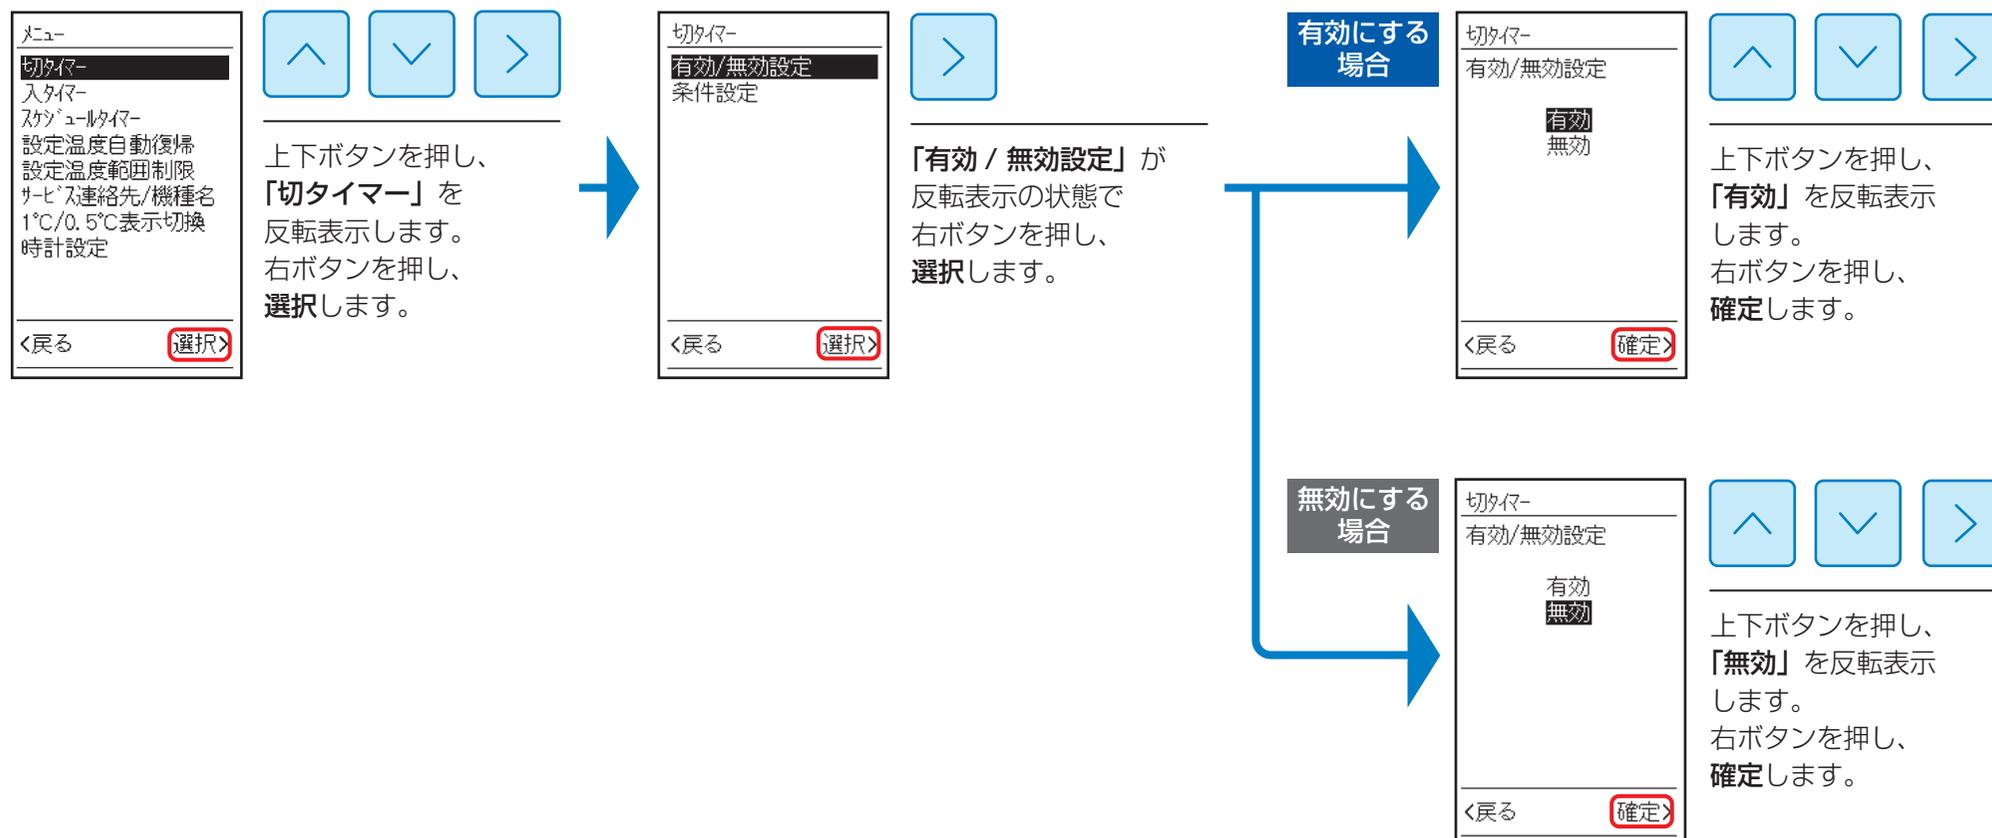 メニュー
切タイマー
入タイマー
スケジュールタイマー
設定温度自動復帰
設定温度範囲制限
サービス連絡先/機種名
1℃/0.5℃表示切換
時計設定
<戻る 選択>
上下ボタンを押し、
「切タイマー」を
反転表示します。
右ボタンを押し、
選択します。
切タイマー
有効/無効設定
条件設定
<戻る 選択>
「有効 / 無効設定」が
反転表示の状態で
右ボタンを押し、
選択します。
有効にする
場合
切タイマー
有効/無効設定
有効
無効
<戻る 確定>
上下ボタンを押し、
「有効」を反転表示
します。
右ボタンを押し、
確定します。
無効にする
場合
切タイマー
有効/無効設定
有効
無効
<戻る 確定>
上下ボタンを押し、
「無効」を反転表示
します。
右ボタンを押し、
確定します。